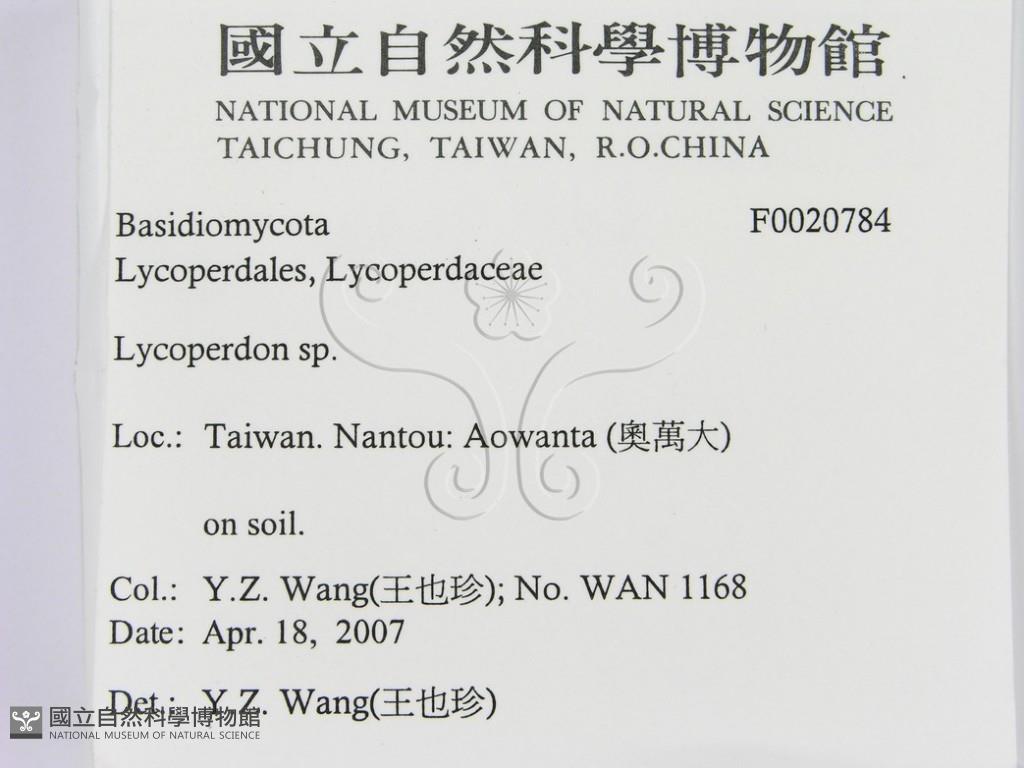 國立自然科學博物館
NATIONAL MUSEUM OF NATURAL SCIENCE
TAICHUNG, TAIWAN, R.O.CHINA
Basidiomycota F0020784
Lycoperdales, Lycoperdaceae
Lycoperdon sp.
Loc.: Taiwan. Nantou: Aowanta (奧萬大)
on soil.
Col.: Y.Z. Wang(王也珍); No. WAN 1168
Date: Apr. 18, 2007
Det.: Y.Z. Wang(王也珍)
國立自然科學博物館
NATIONAL MUSEUM OF NATURAL SCIENCE